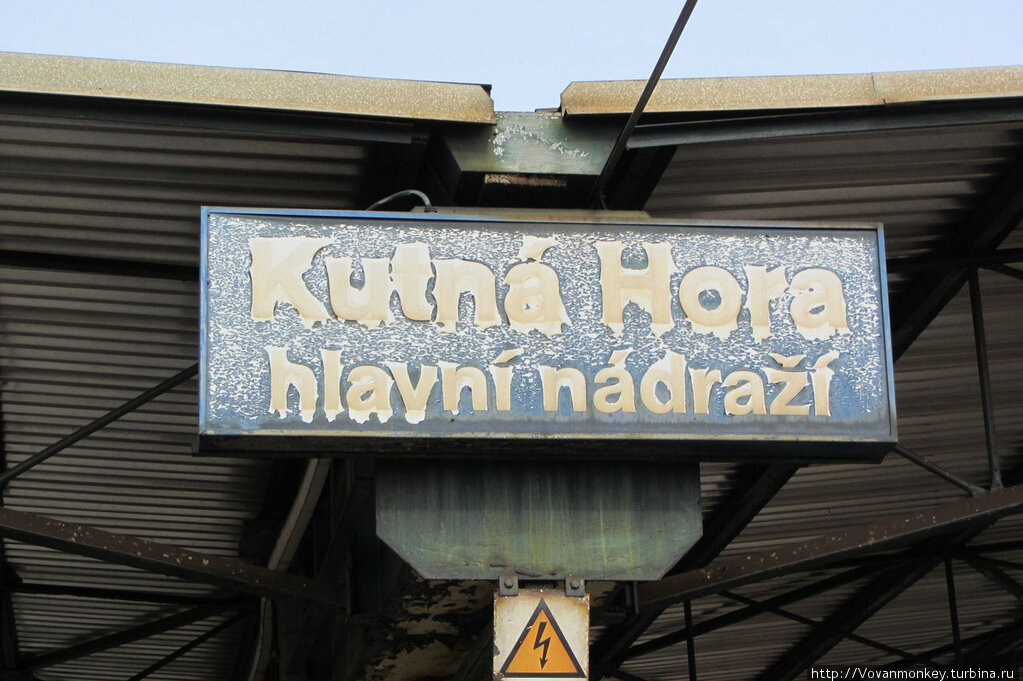 Kutná Hora
hlavní nádraží
http://Vovanmonkey.turbina.ru